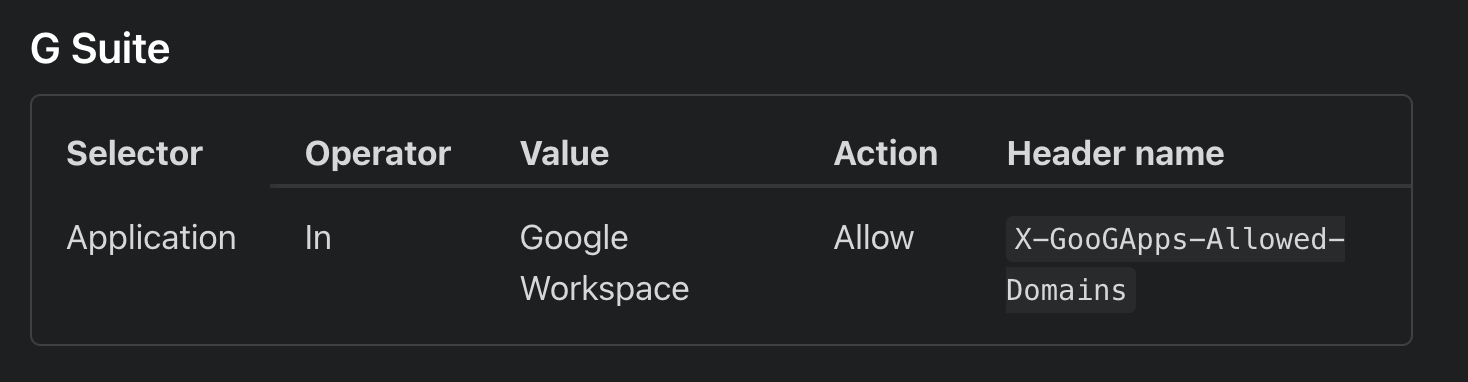 G Suite
Selector Operator Value Action Header name
Application In Google Allow X-GooGApps-Allowed-
Workspace Domains